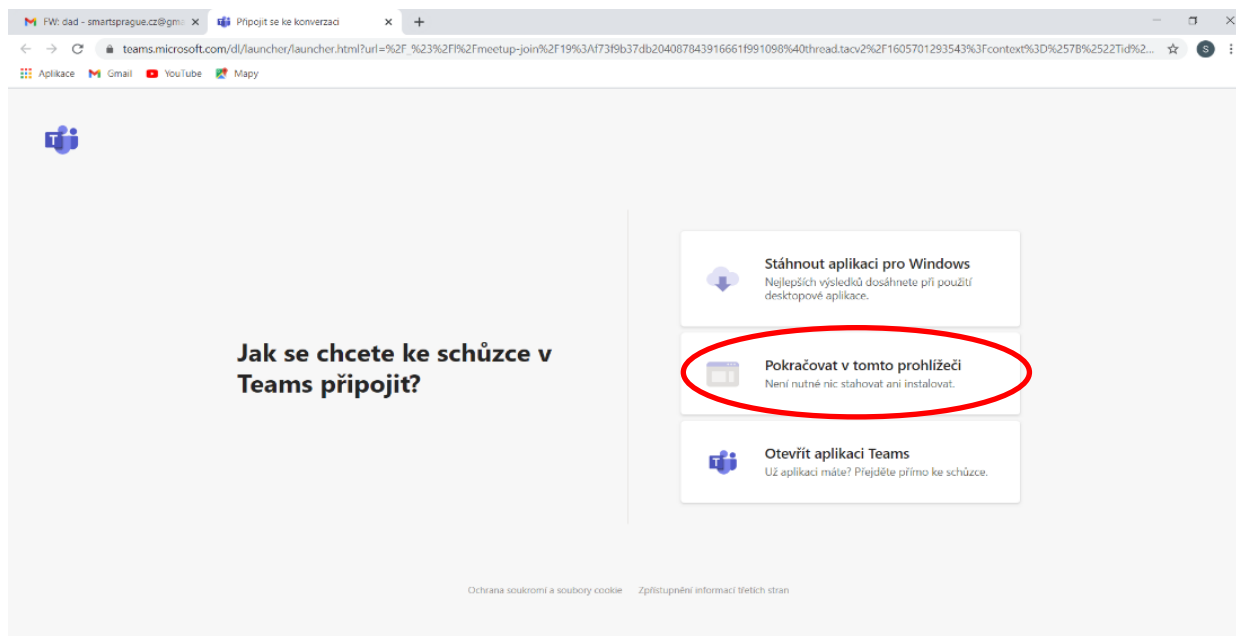 FW: dad - smartsprague.cz@gma
Připojit se ke konverzaci
teams.microsoft.com/dl/launcher/launcher.html?url=%2F_%23%2Fl%2Fmeetup-join%2F19%3Af73f9b37db204087843916661f991098%40thread.tacv2%2F1605701293543%3Fcontext%3D%257B%2522Tid%2...
S
Aplikace
Gmail
YouTube
Mapy
Stáhnout aplikaci pro Windows
Nejlepších výsledků dosáhnete při použití
desktopové aplikace.
Jak se chcete ke schůzce v
Teams připojit?
Pokračovat v tomto prohlížeči
Není nutné nic stahovat ani instalovat.
Otevřít aplikaci Teams
Už aplikaci máte? Přejděte přímo ke schůzce.
Ochrana soukromí a soubory cookie
Zpřístupnění informací třetích stran